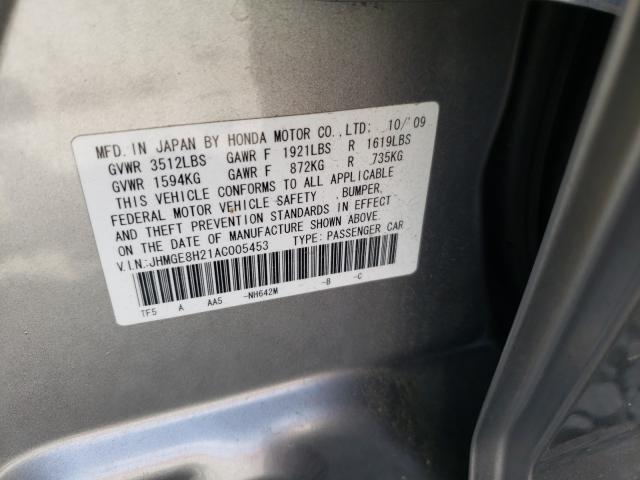 MFD. IN JAPAN BY HONDA MOTOR CO., LTD: 10/'09
GVWR 3512LBS GAWR F 1921LBS R 1619LBS
GVWR 1594KG GAWR F 872KG R 735KG
THIS VEHICLE CONFORMS TO ALL APPLICABLE
FEDERAL MOTOR VEHICLE SAFETY , BUMPER,
AND THEFT PREVENTION STANDARDS IN EFFECT
ON THE DATE OF MANUFACTURE SHOWN ABOVE.
V.I.N:JHMGE8H21AC005453 TYPE: PASSENGER CAR
TF5 A AA5 -NH642M -B -C